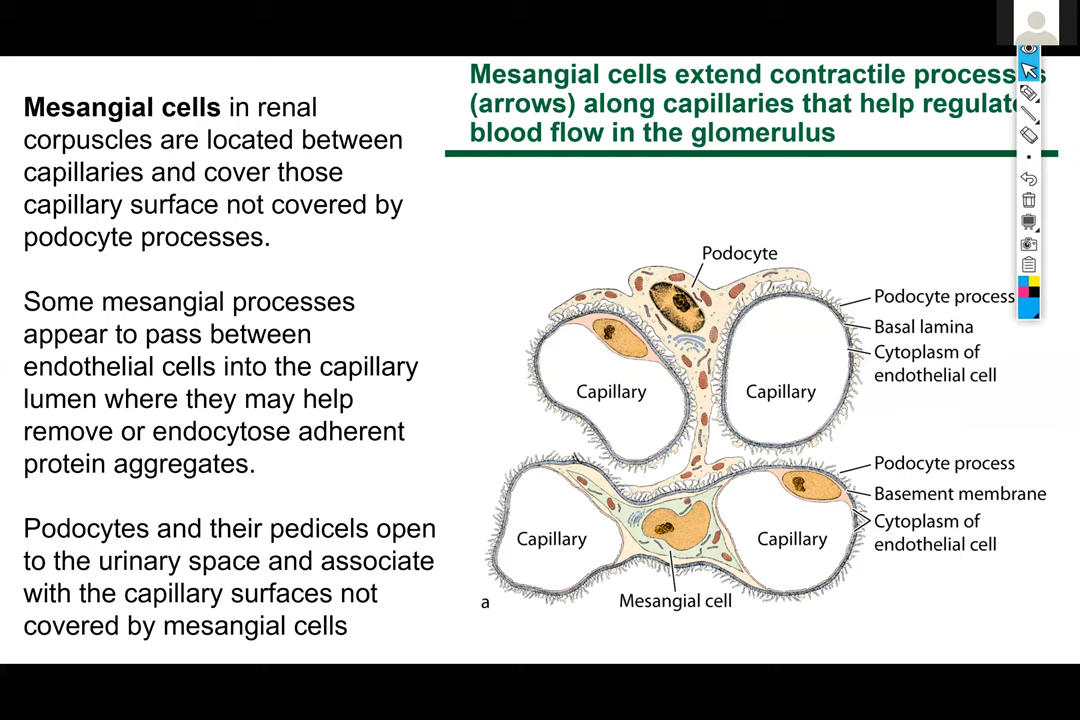 Mesangial cells extend contractile processes
(arrows) along capillaries that help regulate
blood flow in the glomerulus
Mesangial cells in renal
corpuscles are located between
capillaries and cover those
capillary surface not covered by
podocyte processes.
Some mesangial processes
appear to pass between
endothelial cells into the capillary
lumen where they may help
remove or endocytose adherent
protein aggregates.
Podocytes and their pedicels open
to the urinary space and associate
with the capillary surfaces not
covered by mesangial cells
Podocyte
Podocyte process
Basal lamina
Cytoplasm of
endothelial cell
Capillary
Capillary
Podocyte process
Basement membrane
Cytoplasm of
endothelial cell
Capillary
Capillary
a
Mesangial cell